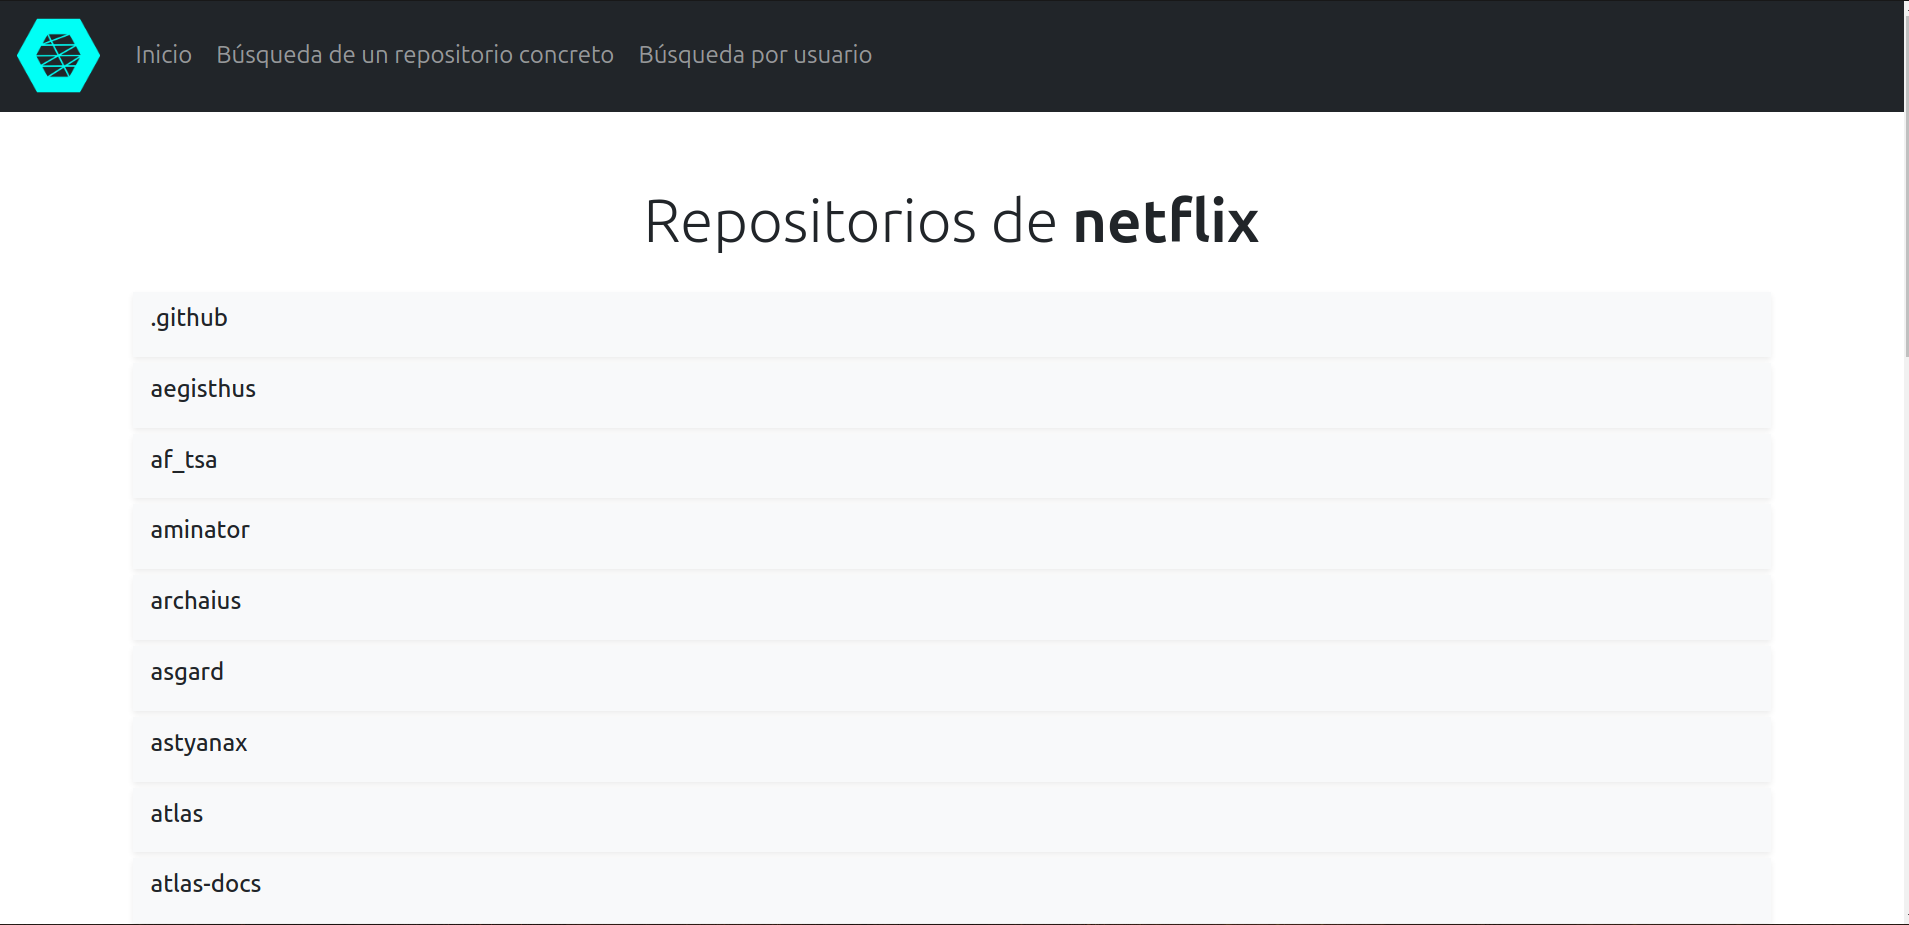 Inicio Búsqueda de un repositorio concreto Búsqueda por usuario
Repositorios de netflix
.github
aegisthus
af_tsa
aminator
archaius
asgard
astyanax
atlas
atlas-docs